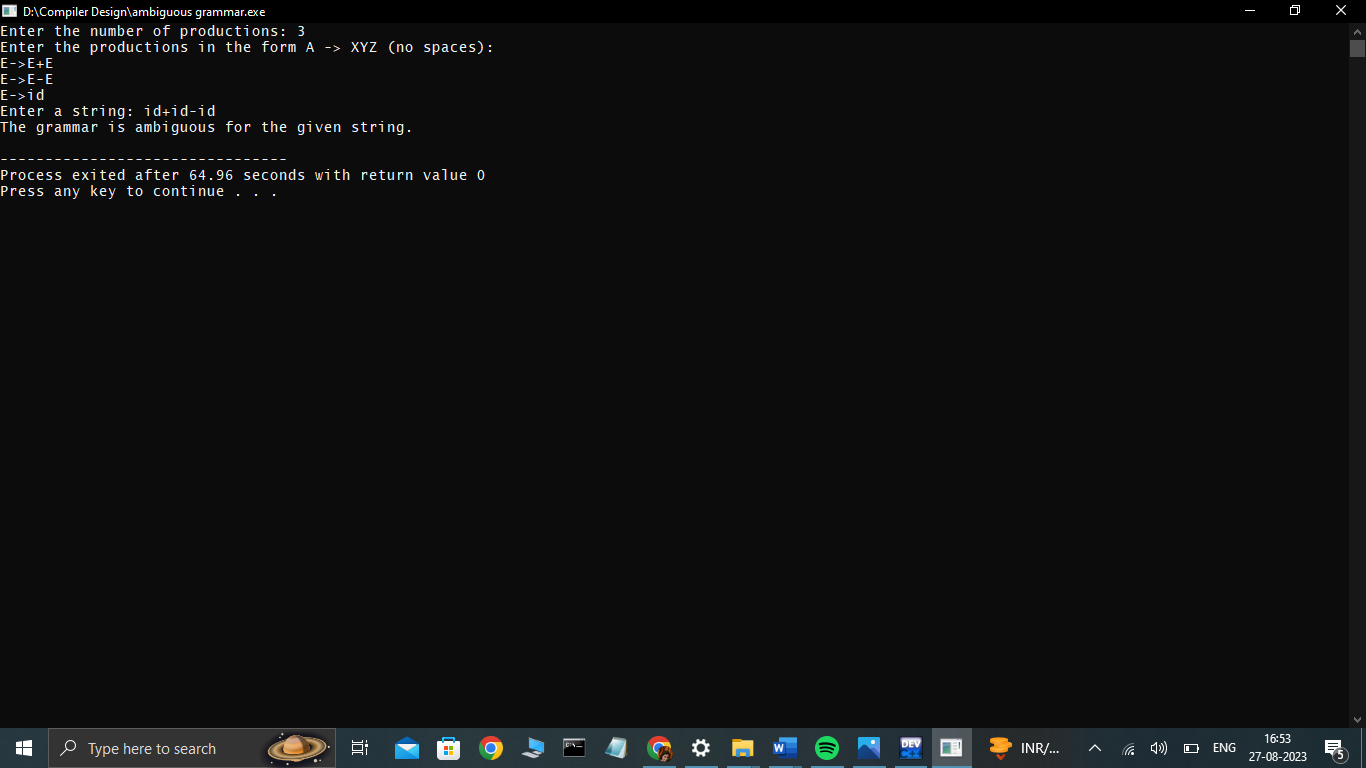 D:\Compiler Design\ambiguous grammar.exe
Enter the number of productions: 3
Enter the productions in the form A -> XYZ (no spaces):
E->E+E
E->E-E
E->id
Enter a string: id+id-id
The grammar is ambiguous for the given string.
--------------------------------
Process exited after 64.96 seconds with return value 0
Press any key to continue . . .
Type here to search
DEV
INR/...
ENG
16:53
27-08-2023
5